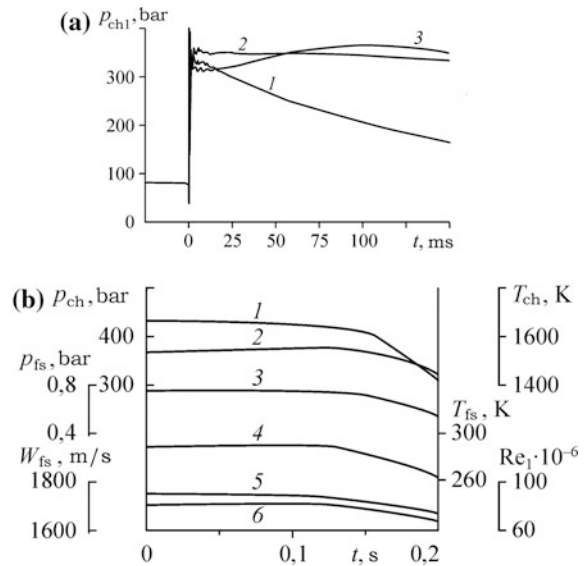 (a)
p_ch1, bar
400
300
200
100
0
2
3
1
0 25 50 75 100 t, ms
(b)
p_ch, bar
T_ch, K
1
400
1600
2
p_fs, bar
0,8 300
1400
3
T_fs, K
0,4
300
4
W_fs, m/s
Re_1·10^-6
1800
260 100
5
6
1600
60
0 0,1 t, s 0,2